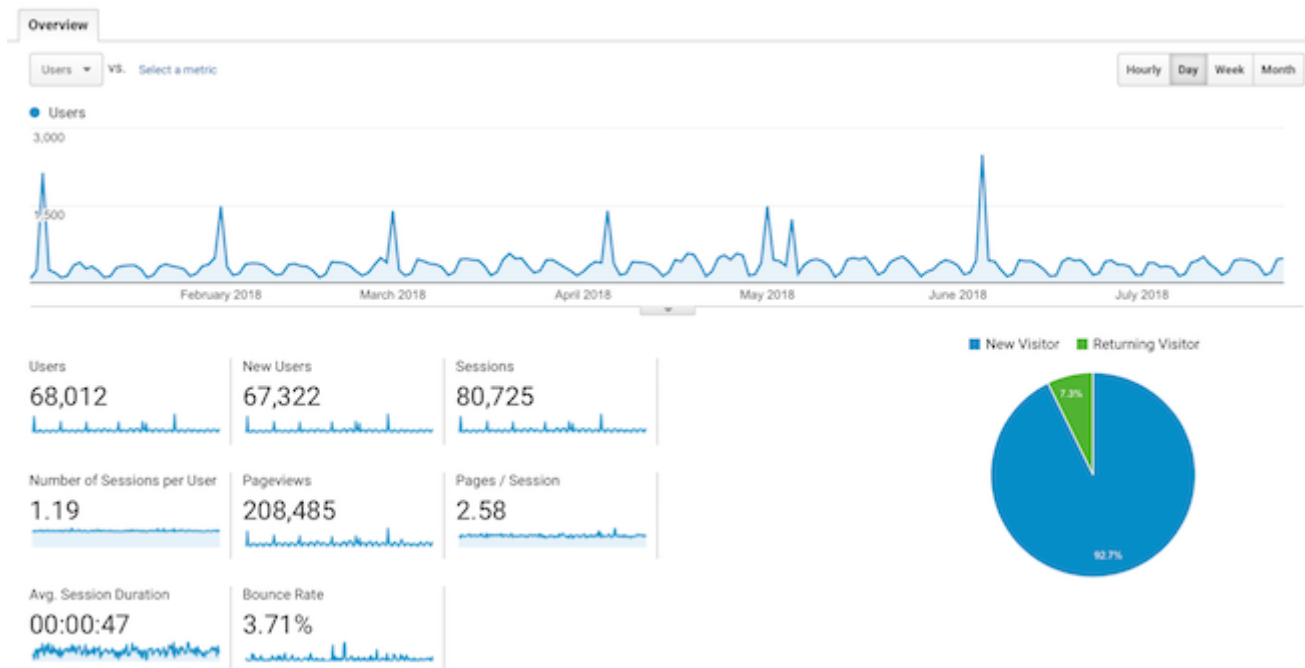 Overview
Users VS. Select a metric
Hourly Day Week Month
Users
3,000
1,500
February 2018 March 2018 April 2018 May 2018 June 2018 July 2018
New Visitor Returning Visitor
Users New Users Sessions
68,012 67,322 80,725
7.3%
Number of Sessions per User Pageviews Pages / Session
1.19 208,485 2.58
92.7%
Avg. Session Duration Bounce Rate
00:00:47 3.71%